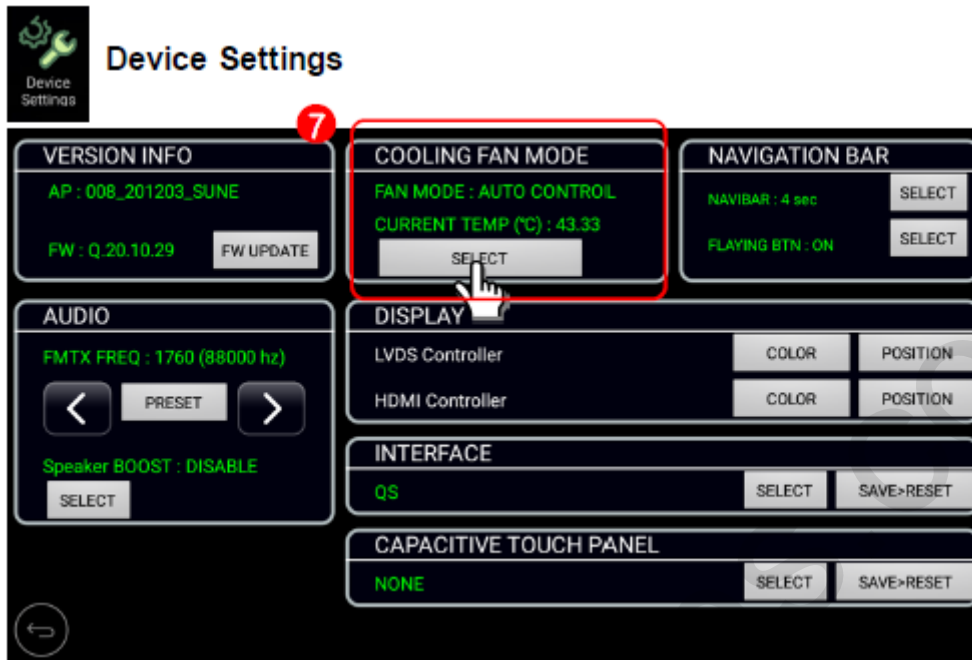 Device
Settings
Device Settings
7
VERSION INFO
AP : 008_201203_SUNE
FW : Q.20.10.29
FW UPDATE
COOLING FAN MODE
FAN MODE : AUTO CONTROIL
CURRENT TEMP (℃) : 43.33
SELECT
NAVIGATION BAR
NAVIBAR : 4 sec
SELECT
FLAYING BTN : ON
SELECT
AUDIO
FMTX FREQ : 1760 (88000 hz)
PRESET
Speaker BOOST : DISABLE
SELECT
DISPLAY
LVDS Controller
COLOR
POSITION
HDMI Controller
COLOR
POSITION
INTERFACE
QS
SELECT
SAVE>RESET
CAPACITIVE TOUCH PANEL
NONE
SELECT
SAVE>RESET